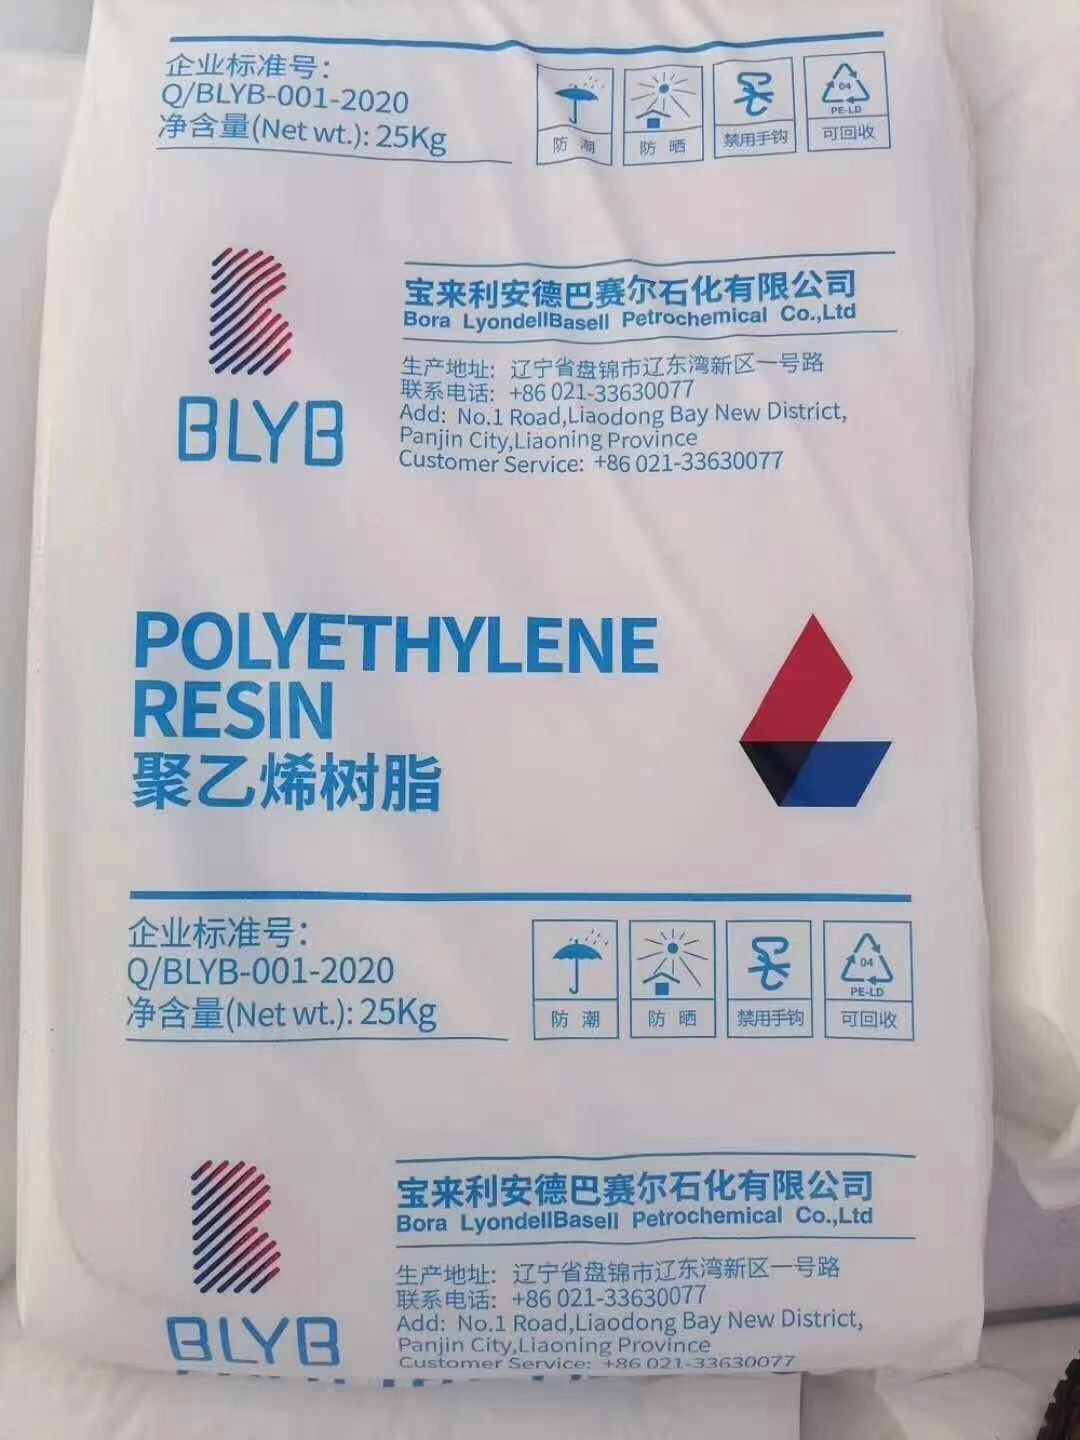 企业标准号：
Q/BLYB-001-2020
净含量(Net wt.): 25Kg
防 潮
防 晒
禁用手钩
04
PE-LD
可回收
宝来利安德巴赛尔石化有限公司
Bora LyondellBasell Petrochemical Co.,Ltd
生产地址: 辽宁省盘锦市辽东湾新区一号路
联系电话: +86 021-33630077
Add: No.1 Road,Liaodong Bay New District,
Panjin City,Liaoning Province
Customer Service: +86 021-33630077
BLYB
POLYETHYLENE
RESIN
聚乙烯树脂
企业标准号：
Q/BLYB-001-2020
净含量(Net wt.): 25Kg
防 潮
防 晒
禁用手钩
04
PE-LD
可回收
宝来利安德巴赛尔石化有限公司
Bora LyondellBasell Petrochemical Co.,Ltd
生产地址: 辽宁省盘锦市辽东湾新区一号路
联系电话: +86 021-33630077
Add: No.1 Road,Liaodong Bay New District,
Panjin City,Liaoning Province
Customer Service: +86 021-33630077
BLYB